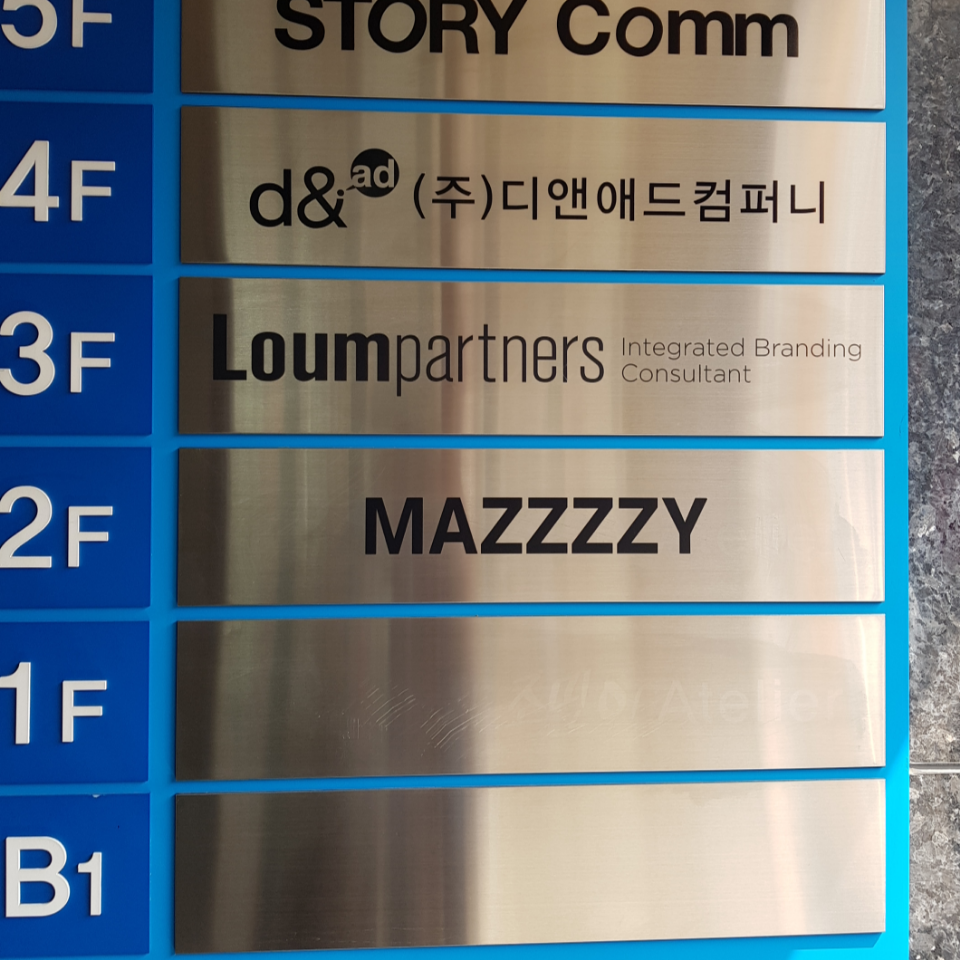 5F STORY Comm
4F d& ad (주)디앤애드컴퍼니
3F Loumpartners Integrated Branding
Consultant
2F MAZZZZY
1F Atelier
B1